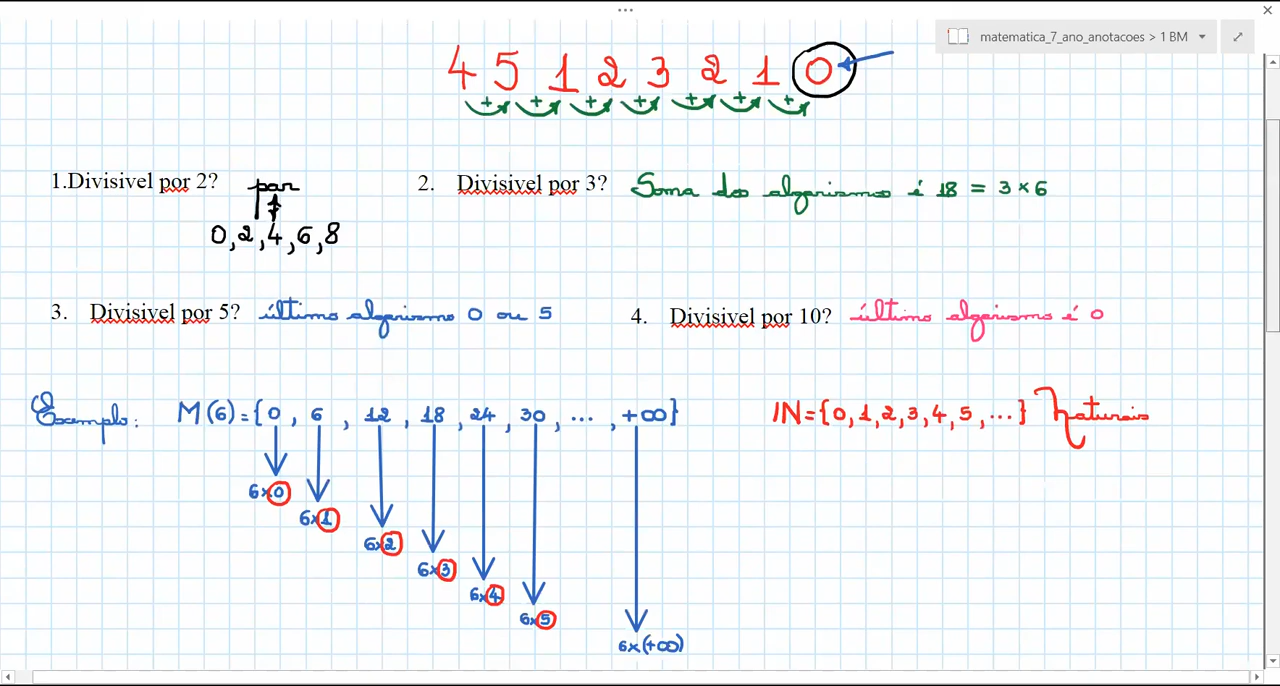 matematica_7_ano_anotacoes > 1 BM
4 5 1 2 3 2 1 0
+ + + + + + +
1.Divisivel por 2? par
0, 2, 4, 6, 8
2. Divisivel por 3? Soma dos algarismos é 18 = 3 × 6
3. Divisivel por 5? último algarismo 0 ou 5
4. Divisivel por 10? último algarismo é 0
Exemplo: M(6)={0, 6, 12, 18, 24, 30, ..., +∞}
IN={0, 1, 2, 3, 4, 5, ...} Naturais
6×0
6×1
6×2
6×3
6×4
6×5
6×(+∞)